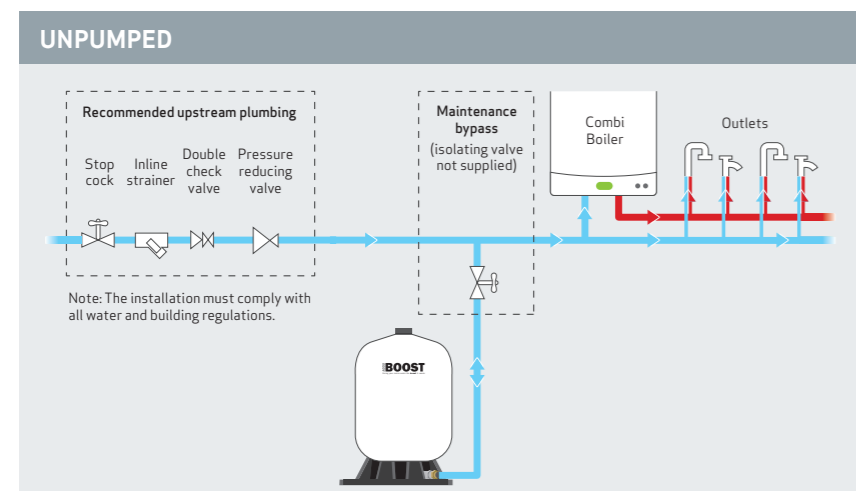 UNPUMPED
Recommended upstream plumbing
Stop
cock
Inline
strainer
Double
check
valve
Pressure
reducing
valve
Note: The installation must comply with
all water and building regulations.
Maintenance
bypass
(isolating valve
not supplied)
Combi
Boiler
Outlets
BOOST